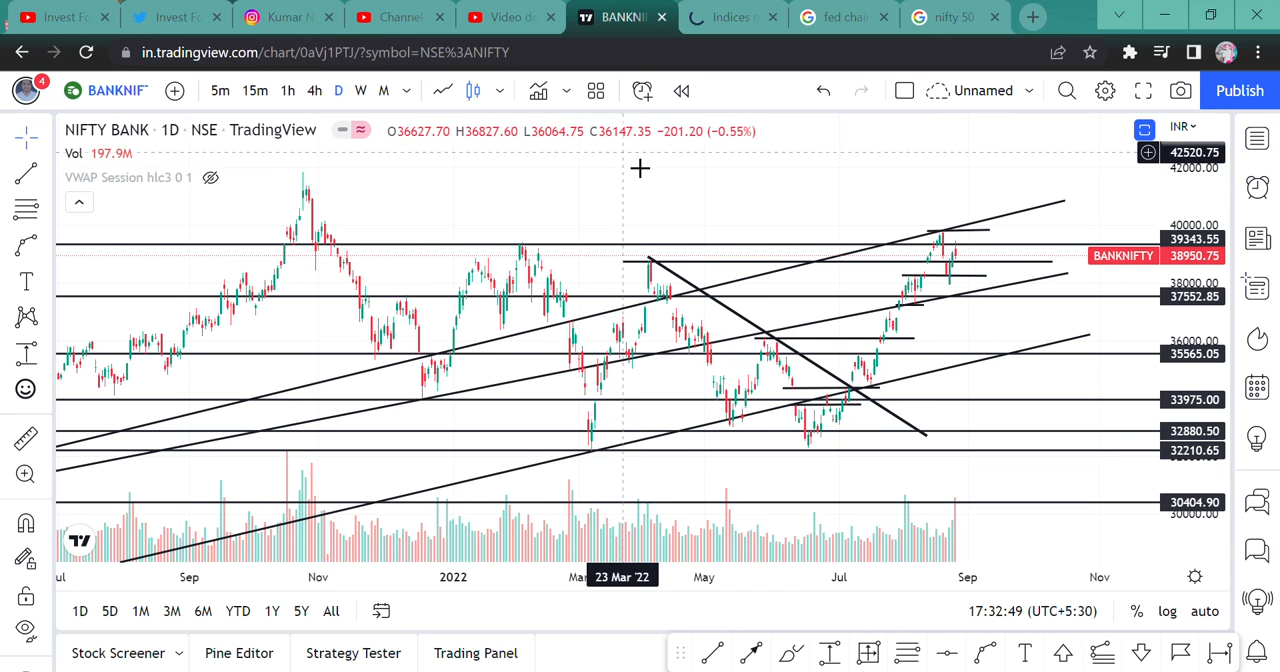 Invest Fo
Invest Fo
Kumar N
Channel
Video de
BANKNI
Indices n
fed chair
nifty 50
in.tradingview.com/chart/0aVj1PTJ/?symbol=NSE%3ANIFTY
4
BANKNIF
5m 15m 1h 4h D W M
Unnamed
Publish
NIFTY BANK · 1D · NSE · TradingView
O36627.70 H36827.60 L36064.75 C36147.35 −201.20 (−0.55%)
Vol 197.9M
VWAP Session hlc3 0 1
INR
42520.75
42000.00
40000.00
39343.55
BANKNIFTY 38950.75
38000.00
37552.85
36000.00
35565.05
33975.00
32880.50
32210.65
30404.90
30000.00
ul Sep Nov 2022 Mar 23 Mar '22 May Jul Sep Nov
1D 5D 1M 3M 6M YTD 1Y 5Y All
17:32:49 (UTC+5:30) % log auto
Stock Screener Pine Editor Strategy Tester Trading Panel